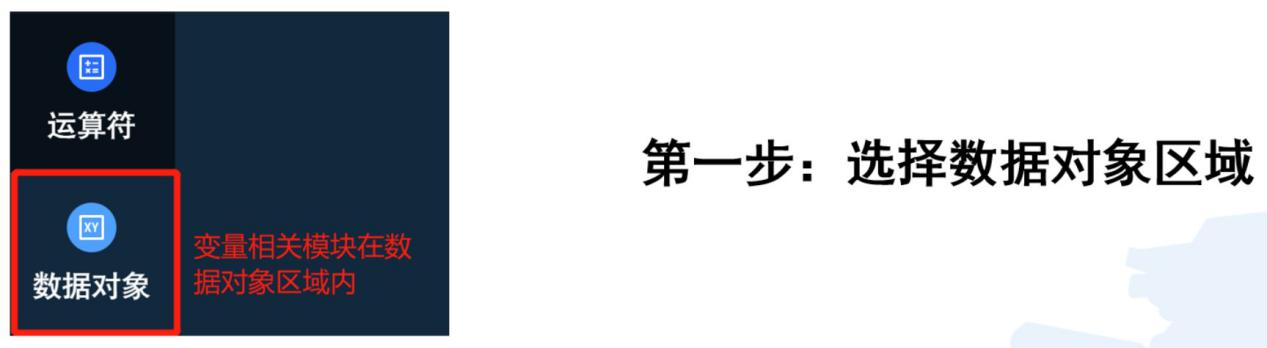 运算符
XY
数据对象
变量相关模块在数
据对象区域内
第一步：选择数据对象区域